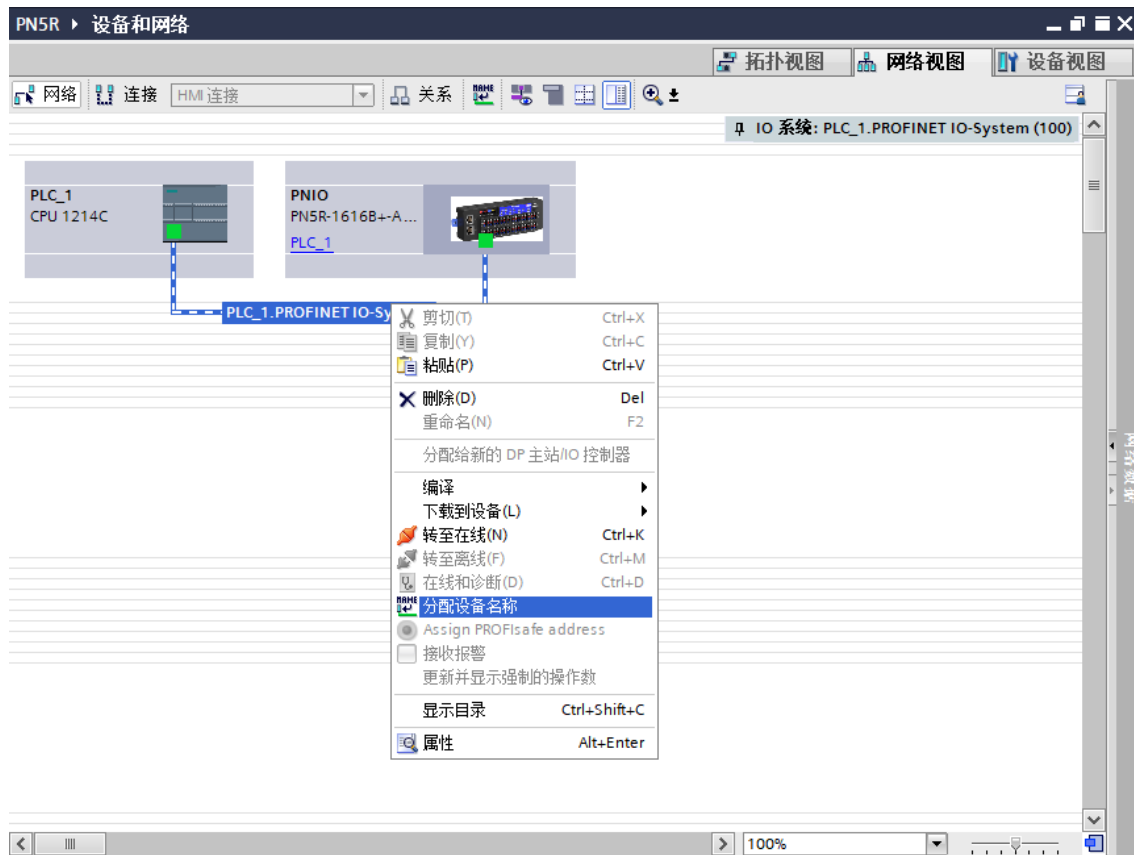 PN5R ▸ 设备和网络
拓扑视图 网络视图 设备视图
网络 连接 HMI 连接 关系
IO 系统: PLC_1.PROFINET IO-System (100)
PLC_1
CPU 1214C
PNIO
PN5R-1616B+-A...
PLC_1
PLC_1.PROFINET IO-Sy
剪切(T) Ctrl+X
复制(Y) Ctrl+C
粘贴(P) Ctrl+V
删除(D) Del
重命名(N) F2
分配给新的 DP 主站/IO 控制器
编译
下载到设备(L)
转至在线(N) Ctrl+K
转至离线(F) Ctrl+M
在线和诊断(D) Ctrl+D
NAME 分配设备名称
Assign PROFIsafe address
接收报警
更新并显示强制的操作数
显示目录 Ctrl+Shift+C
属性 Alt+Enter
网络数据
100%